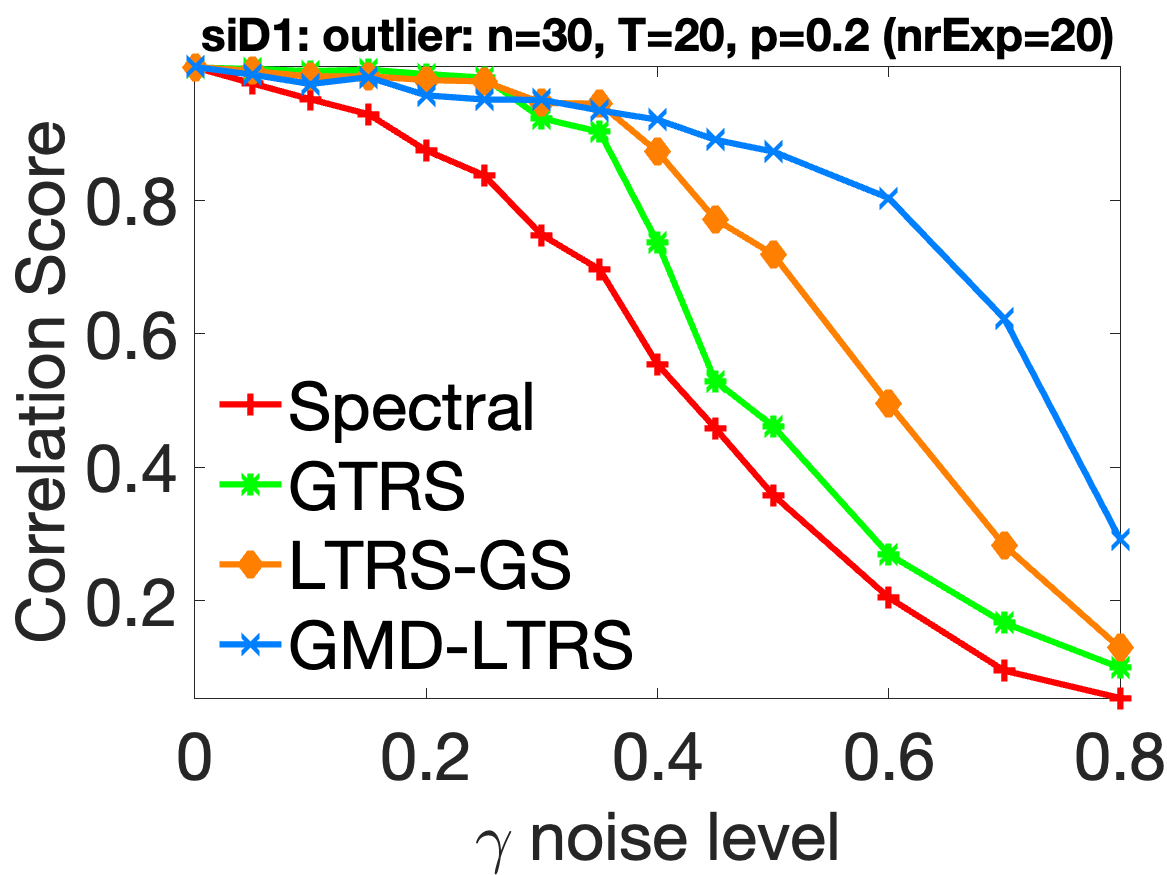 siD1: outlier: n=30, T=20, p=0.2 (nrExp=20)
Correlation Score
0.8
0.6
0.4
0.2
Spectral
GTRS
LTRS-GS
GMD-LTRS
0 0.2 0.4 0.6 0.8
γ noise level